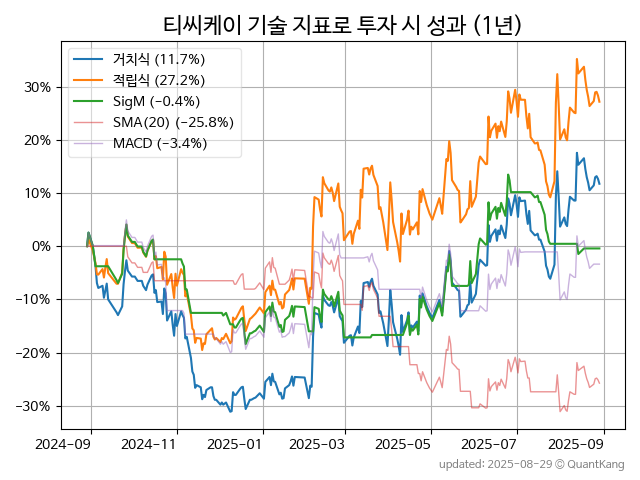 티씨케이 기술 지표로 투자 시 성과 (1년)
거치식 (11.7%)
적립식 (27.2%)
SigM (−0.4%)
SMA(20) (−25.8%)
MACD (−3.4%)
30%
20%
10%
0%
−10%
−20%
−30%
2024-09 2024-11 2025-01 2025-03 2025-05 2025-07 2025-09
updated: 2025-08-29 © QuantKang